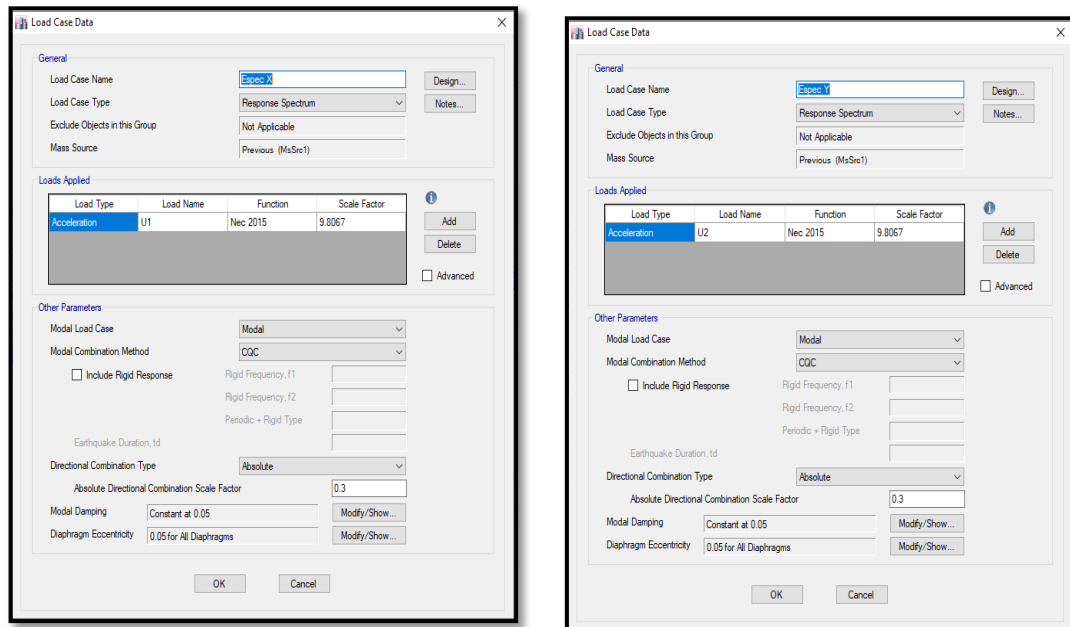 Load Case Data
General
Load Case Name Espec X Design...
Load Case Type Response Spectrum Notes...
Exclude Objects in this Group Not Applicable
Mass Source Previous (MsSrc1)
Loads Applied
Load Type Load Name Function Scale Factor
Acceleration U1 Nec 2015 9.8067
Add
Delete
Advanced
Other Parameters
Modal Load Case Modal
Modal Combination Method CQC
Include Rigid Response Rigid Frequency, f1
Rigid Frequency, f2
Periodic + Rigid Type
Earthquake Duration, td
Directional Combination Type Absolute
Absolute Directional Combination Scale Factor 0.3
Modal Damping Constant at 0.05 Modify/Show...
Diaphragm Eccentricity 0.05 for All Diaphragms Modify/Show...
OK Cancel
Load Case Data
General
Load Case Name Espec Y Design...
Load Case Type Response Spectrum Notes...
Exclude Objects in this Group Not Applicable
Mass Source Previous (MsSrc1)
Loads Applied
Load Type Load Name Function Scale Factor
Acceleration U2 Nec 2015 9.8067
Add
Delete
Advanced
Other Parameters
Modal Load Case Modal
Modal Combination Method CQC
Include Rigid Response Rigid Frequency, f1
Rigid Frequency, f2
Periodic + Rigid Type
Earthquake Duration, td
Directional Combination Type Absolute
Absolute Directional Combination Scale Factor 0.3
Modal Damping Constant at 0.05 Modify/Show...
Diaphragm Eccentricity 0.05 for All Diaphragms Modify/Show...
OK Cancel